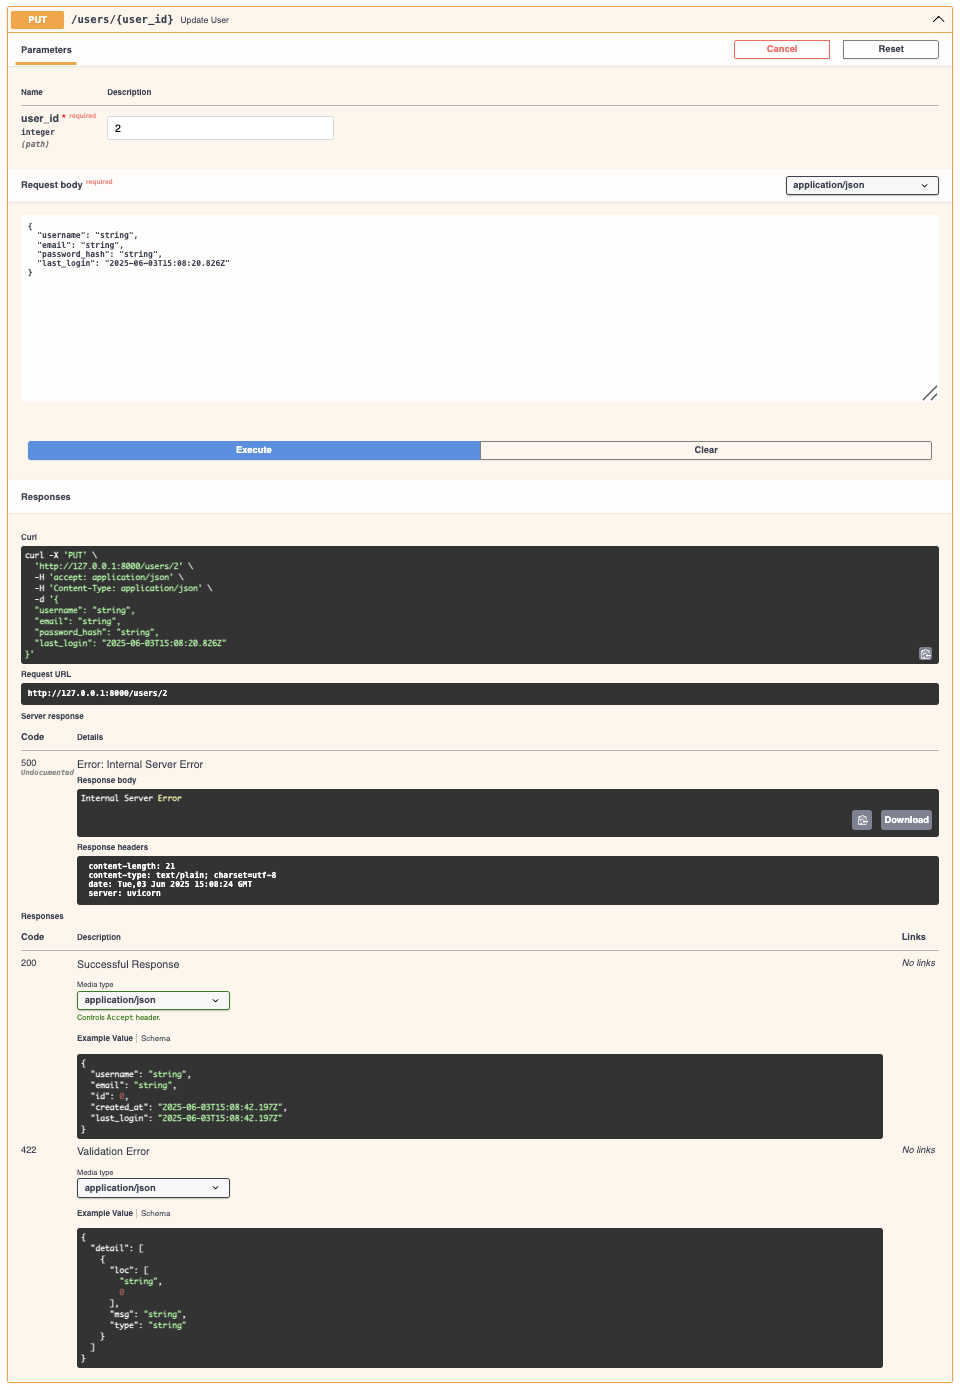 PUT /users/{user_id} Update User
Parameters
Cancel
Reset
Name Description
user_id * required
integer
(path)
2
Request body required
application/json
{
  "username": "string",
  "email": "string",
  "password_hash": "string",
  "last_login": "2025-06-03T15:08:20.826Z"
}
Execute
Clear
Responses
Curl
curl -X 'PUT' \
  'http://127.0.0.1:8000/users/2' \
  -H 'accept: application/json' \
  -H 'Content-Type: application/json' \
  -d '{
  "username": "string",
  "email": "string",
  "password_hash": "string",
  "last_login": "2025-06-03T15:08:20.826Z"
}'
Request URL
http://127.0.0.1:8000/users/2
Server response
Code Details
500
Undocumented
Error: Internal Server Error
Response body
Internal Server Error
Download
Response headers
content-length: 21
content-type: text/plain; charset=utf-8
date: Tue,03 Jun 2025 15:08:24 GMT
server: uvicorn
Responses
Code Description Links
200 Successful Response No links
Media type
application/json
Controls Accept header.
Example Value | Schema
{
  "username": "string",
  "email": "string",
  "id": 0,
  "created_at": "2025-06-03T15:08:42.197Z",
  "last_login": "2025-06-03T15:08:42.197Z"
}
422 Validation Error No links
Media type
application/json
Example Value | Schema
{
  "detail": [
    {
      "loc": [
        "string",
        0
      ],
      "msg": "string",
      "type": "string"
    }
  ]
}